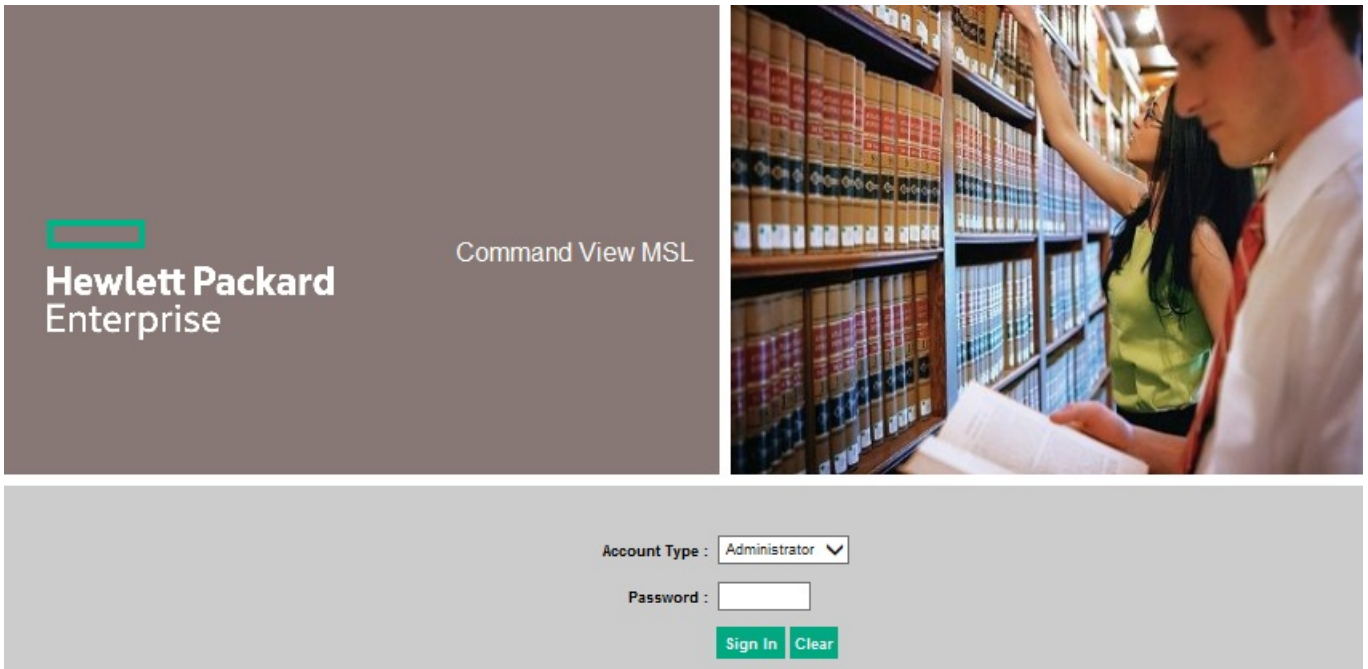 Hewlett Packard
Enterprise
Command View MSL
Account Type :
Administrator
Password :
Sign In
Clear